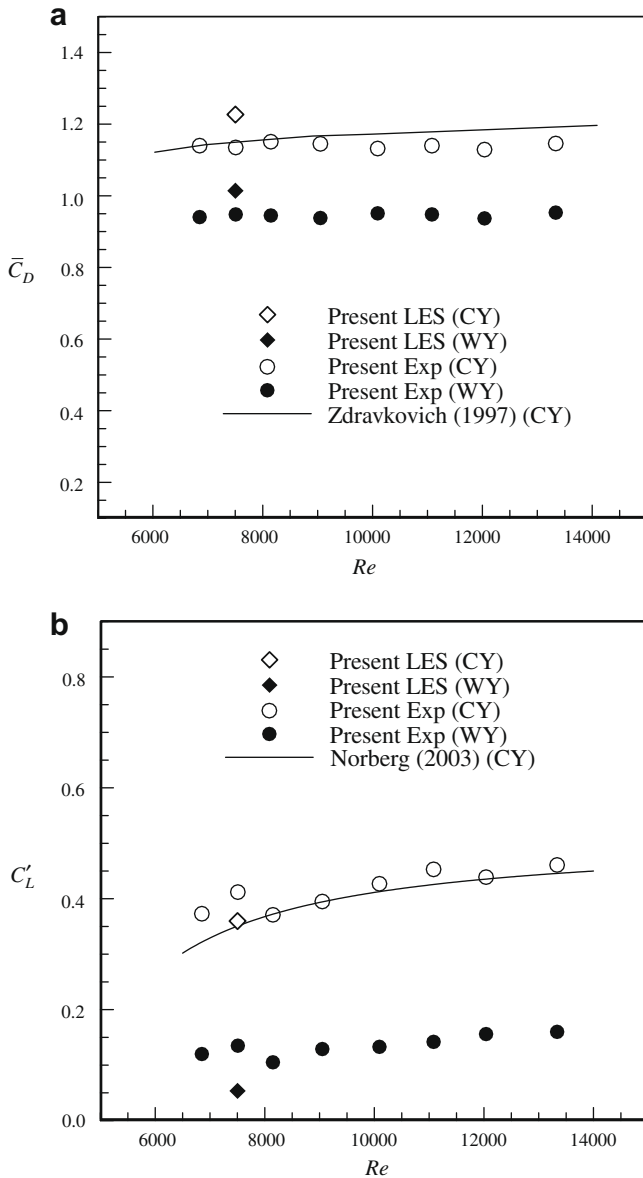 a
1.4
1.2
1.0
0.8
0.6
0.4
0.2
C̄_D
Present LES (CY)
Present LES (WY)
Present Exp (CY)
Present Exp (WY)
Zdravkovich (1997) (CY)
6000 8000 10000 12000 14000
Re
b
0.8
0.6
0.4
0.2
0.0
C′_L
Present LES (CY)
Present LES (WY)
Present Exp (CY)
Present Exp (WY)
Norberg (2003) (CY)
6000 8000 10000 12000 14000
Re